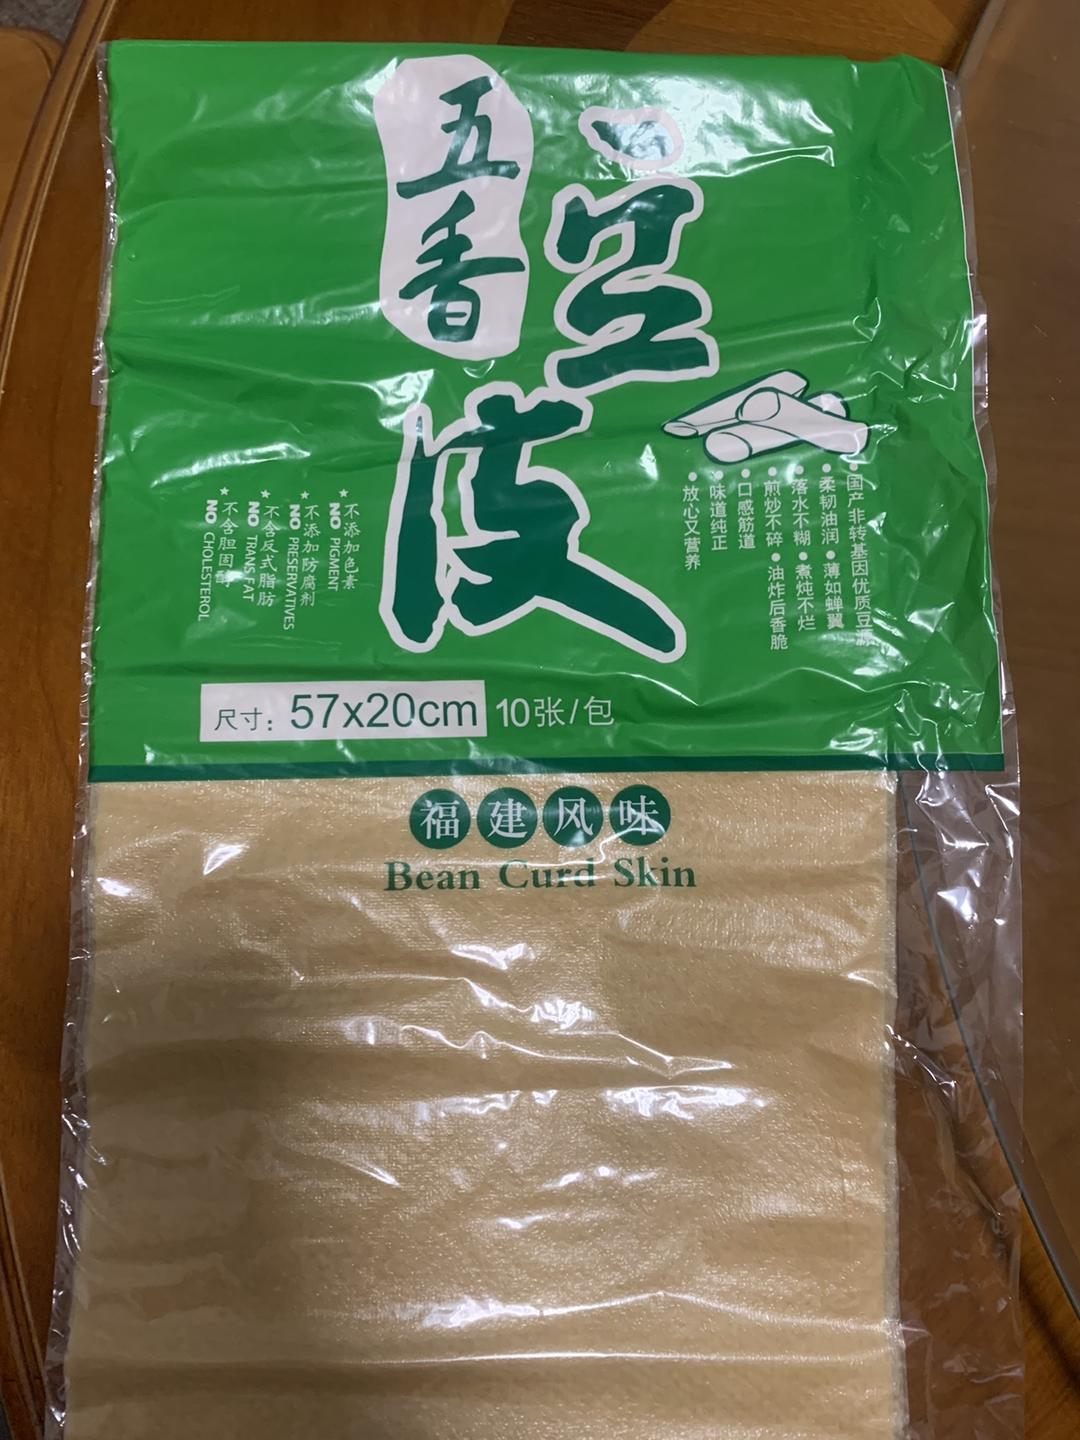 五香
豆皮
国产非转基因优质豆源
柔韧油润
薄如蝉翼
落水不糊
煮炖不烂
煎炒不碎
油炸后香脆
口感筋道
味道纯正
放心又营养
不添加色素
NO PIGMENT
不添加防腐剂
NO PRESERVATIVES
不含反式脂肪
NO TRANS FAT
不含胆固醇
NO CHOLESTEROL
尺寸：57x20cm 10张/包
福建风味
Bean Curd Skin